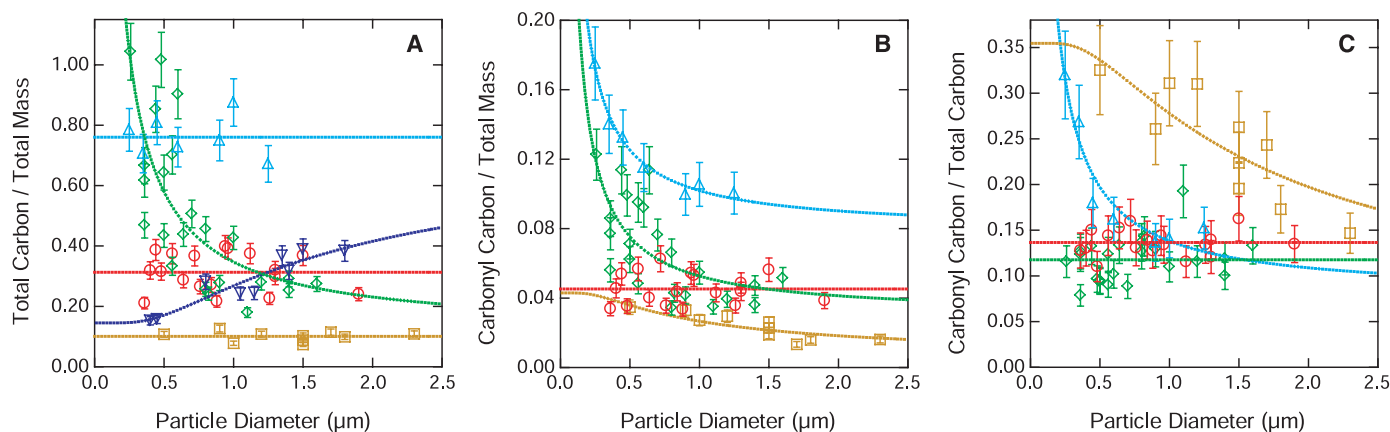 A
Total Carbon / Total Mass
1.00
0.80
0.60
0.40
0.20
0.00
0.0 0.5 1.0 1.5 2.0 2.5
Particle Diameter (µm)
B
Carbonyl Carbon / Total Mass
0.20
0.16
0.12
0.08
0.04
0.00
0.0 0.5 1.0 1.5 2.0 2.5
Particle Diameter (µm)
C
Carbonyl Carbon / Total Carbon
0.35
0.30
0.25
0.20
0.15
0.10
0.05
0.00
0.0 0.5 1.0 1.5 2.0 2.5
Particle Diameter (µm)